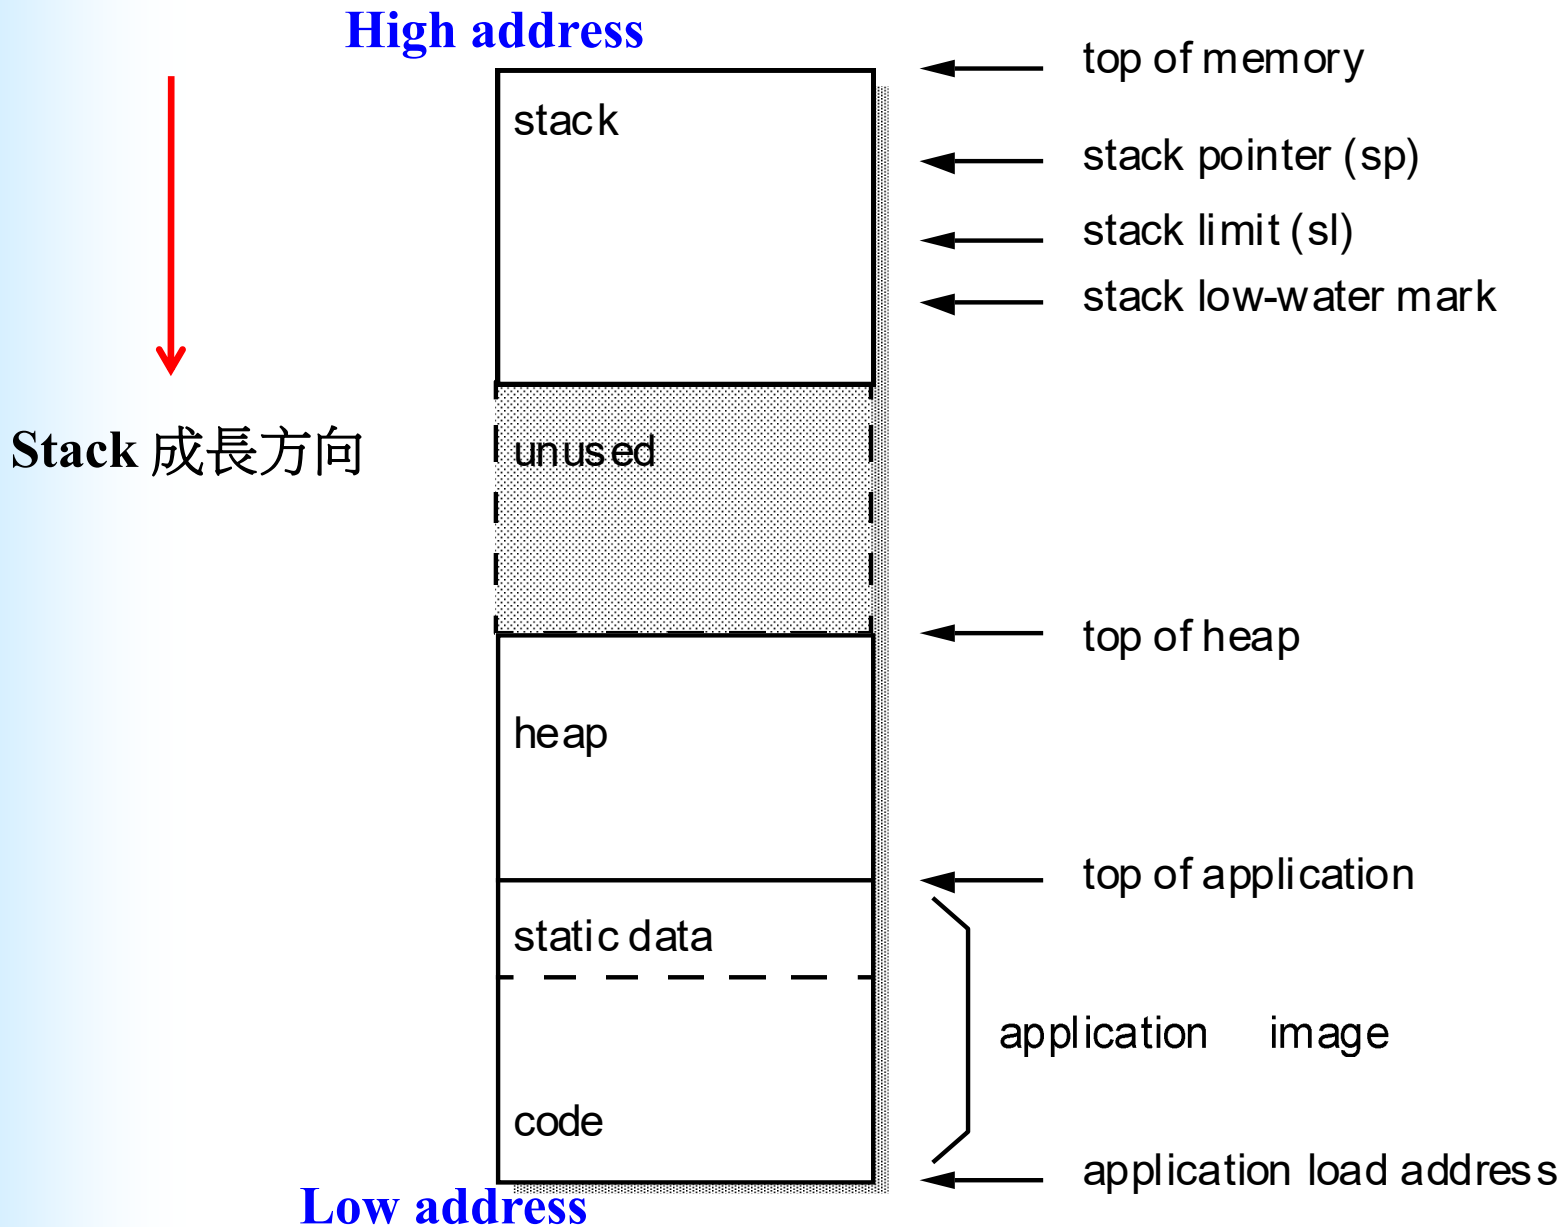 High address
top of memory
stack
stack pointer (sp)
stack limit (sl)
stack low-water mark
Stack 成長方向
unused
top of heap
heap
top of application
static data
application image
code
application load address
Low address